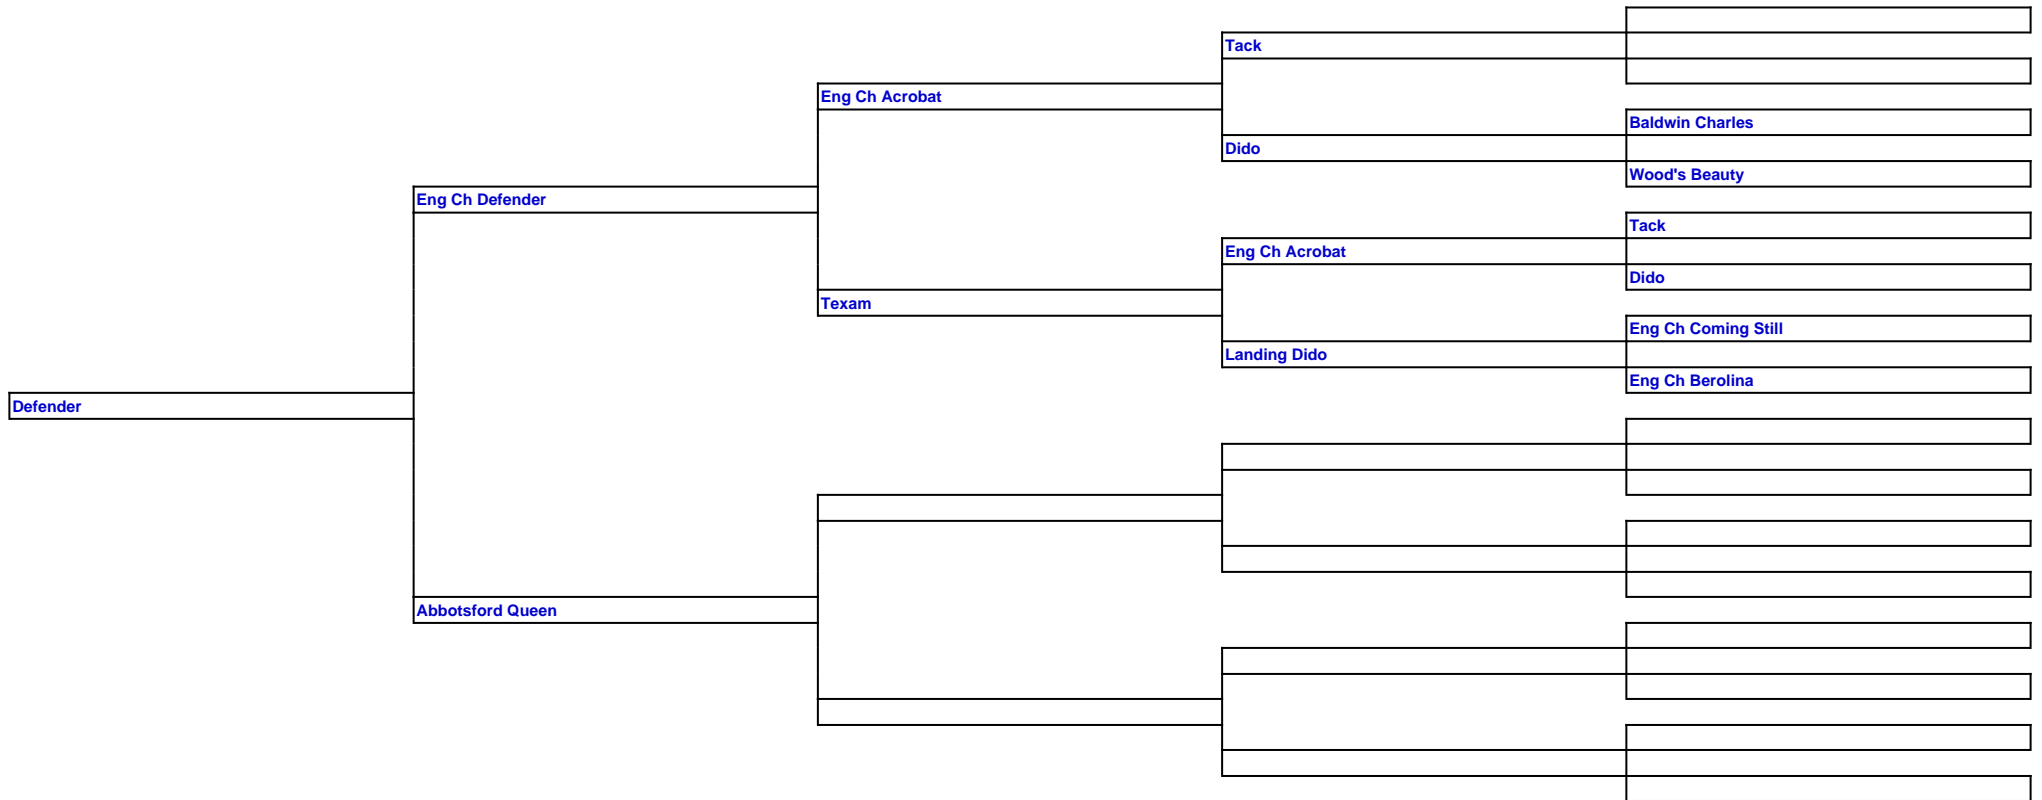 Tack
Eng Ch Acrobat
Baldwin Charles
Dido
Wood's Beauty
Eng Ch Defender
Tack
Eng Ch Acrobat
Dido
Texam
Eng Ch Coming Still
Landing Dido
Eng Ch Berolina
Defender
Abbotsford Queen